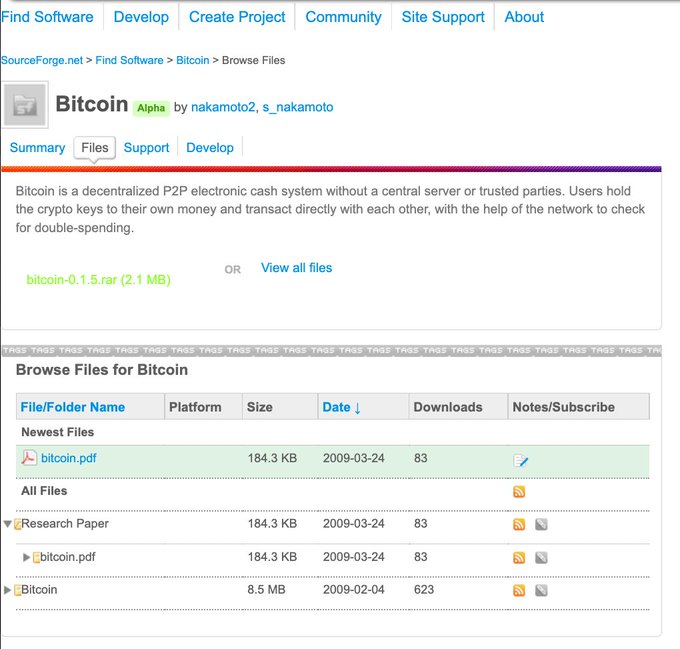 Find Software Develop Create Project Community Site Support About
SourceForge.net > Find Software > Bitcoin > Browse Files
Bitcoin Alpha by nakamoto2, s_nakamoto
Summary Files Support Develop
Bitcoin is a decentralized P2P electronic cash system without a central server or trusted parties. Users hold
the crypto keys to their own money and transact directly with each other, with the help of the network to check
for double-spending.
bitcoin-0.1.5.rar (2.1 MB) OR View all files
TAGS TAGS TAGS TAGS TAGS TAGS TAGS TAGS TAGS TAGS TAGS TAGS TAGS TAGS TAGS TAGS TAGS TAGS TAGS TAGS TAGS TAGS TAGS
Browse Files for Bitcoin
File/Folder Name Platform Size Date ↓ Downloads Notes/Subscribe
Newest Files
bitcoin.pdf 184.3 KB 2009-03-24 83
All Files
Research Paper 184.3 KB 2009-03-24 83
bitcoin.pdf 184.3 KB 2009-03-24 83
Bitcoin 8.5 MB 2009-02-04 623